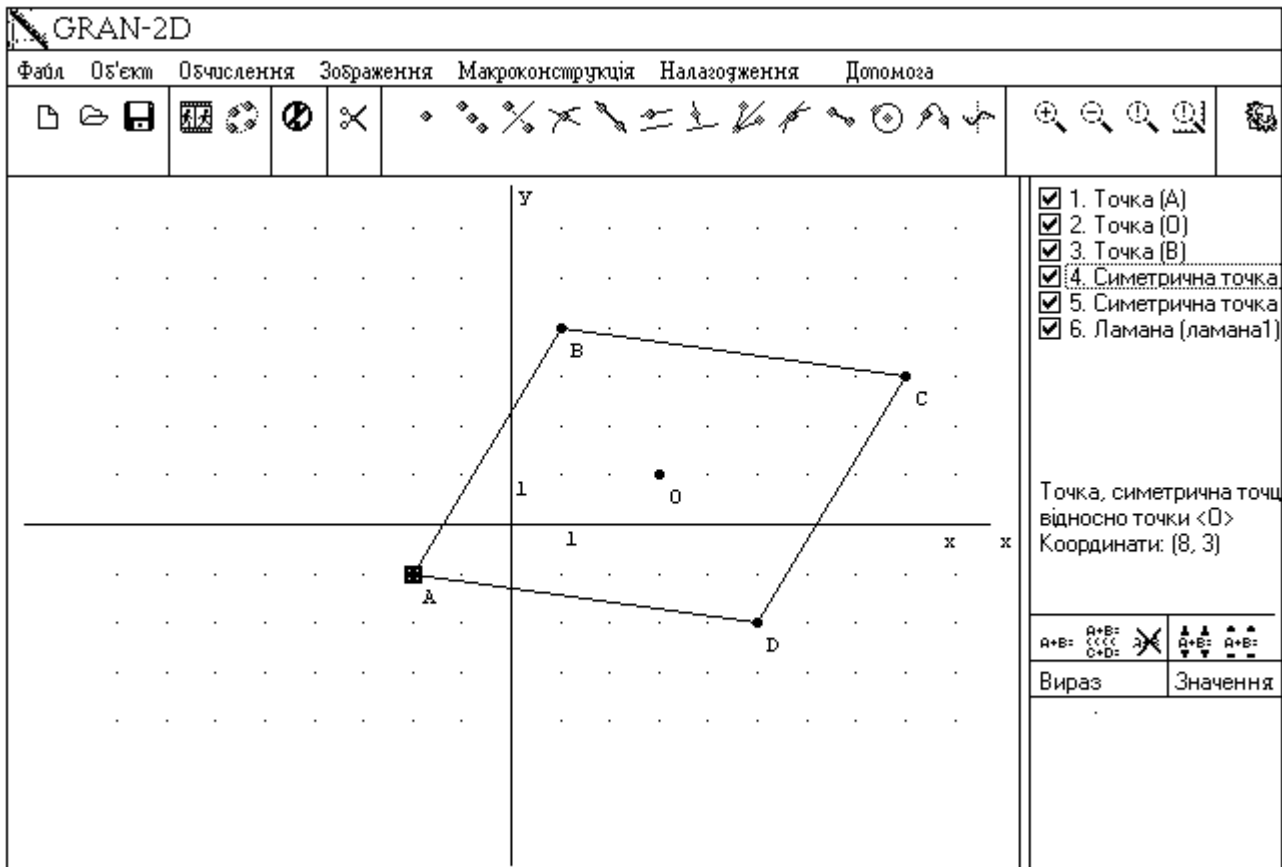 GRAN-2D
Файл Об'єкт Обчислення Зображення Макроконструкція Налагодження Допомога
y
1. Точка (A)
2. Точка (O)
3. Точка (B)
4. Симетрична точка
5. Симетрична точка
6. Ламана (ламана1)
B
C
1
O
Точка, симетрична точц
відносно точки <O>
Координати: (8, 3)
1
x x
A
D
A+B= A+B= C+D= A+B= A+B=
Вираз Значення